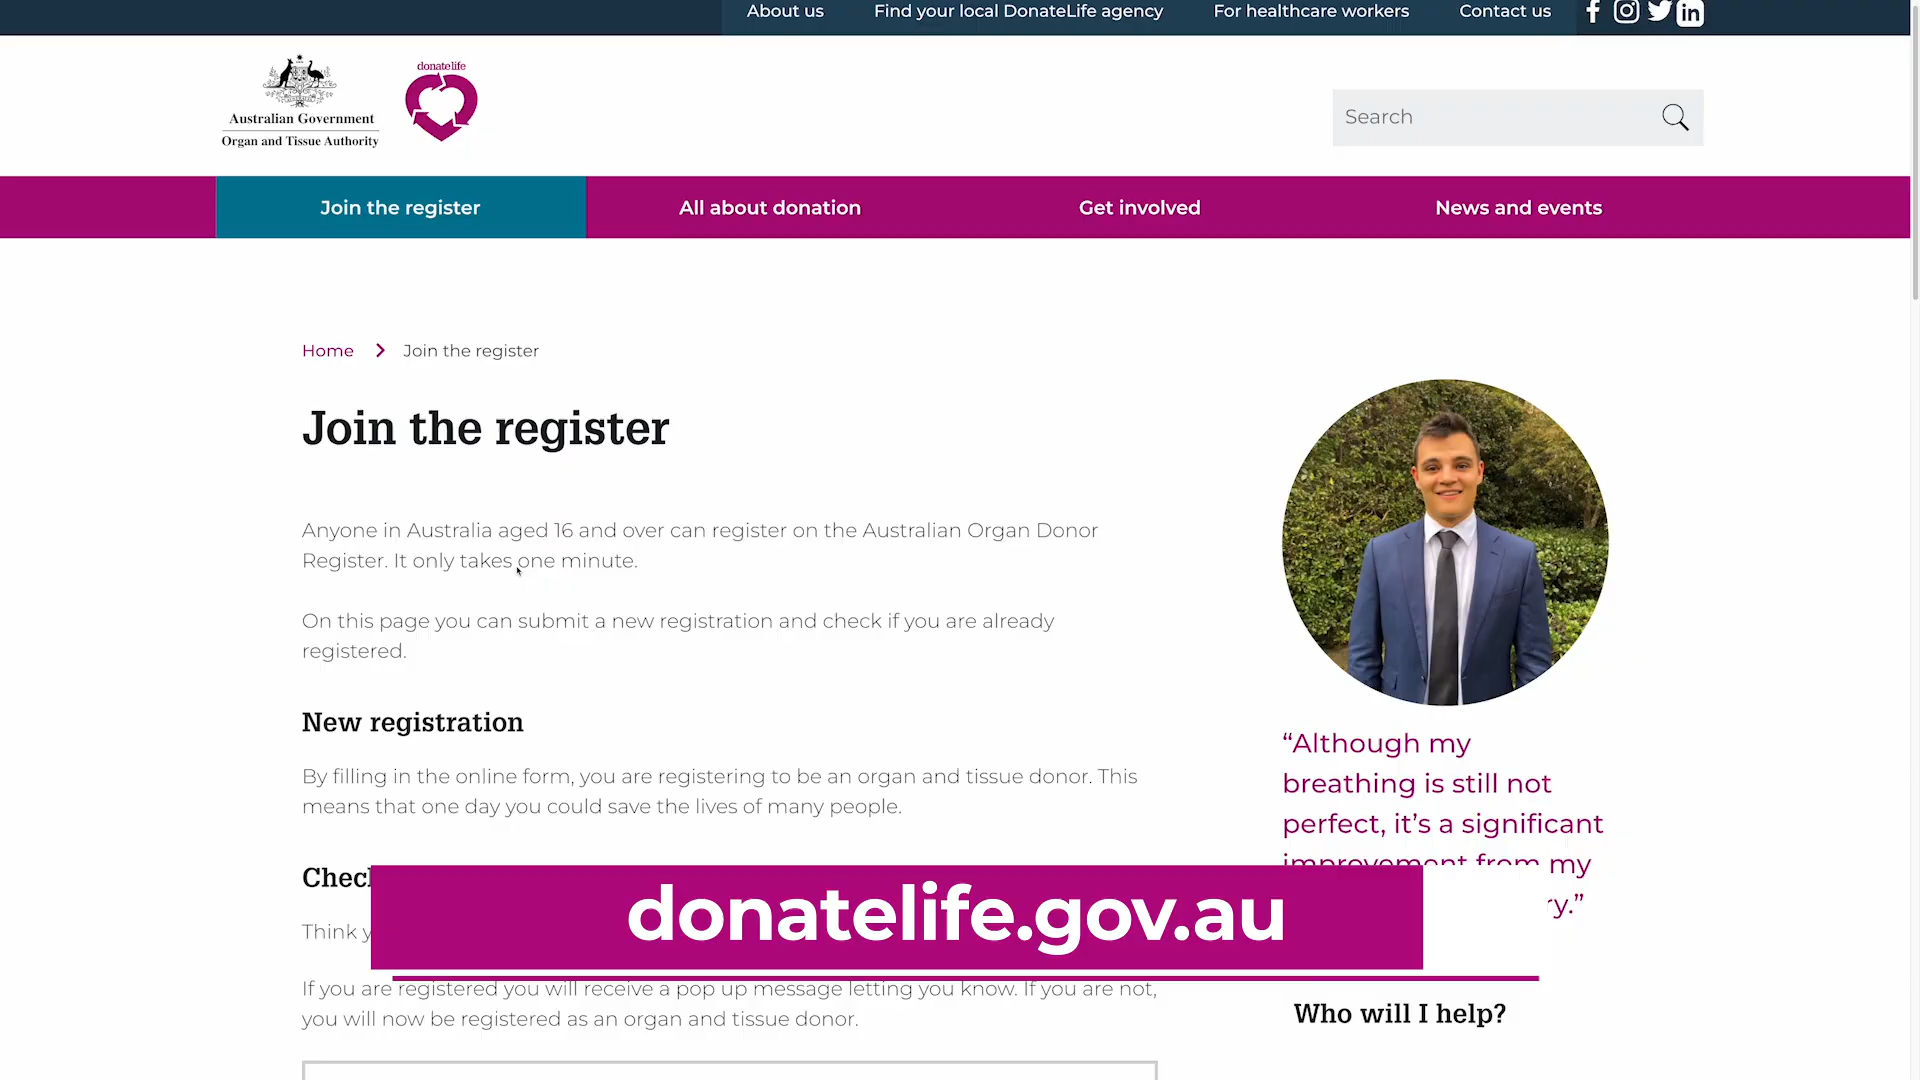 About us
Find your local DonateLife agency
For healthcare workers
Contact us
donatelife
Australian Government
Organ and Tissue Authority
Search
Join the register
All about donation
Get involved
News and events
Home
Join the register
Join the register
Anyone in Australia aged 16 and over can register on the Australian Organ Donor
Register. It only takes one minute.
On this page you can submit a new registration and check if you are already
registered.
New registration
By filling in the online form, you are registering to be an organ and tissue donor. This
means that one day you could save the lives of many people.
Think
If you are registered you will receive a pop up message letting you know. If you are not,
you will now be registered as an organ and tissue donor.
“Although my
breathing is still not
perfect, it’s a significant
improvement from my
donatelife.gov.au
Who will I help?